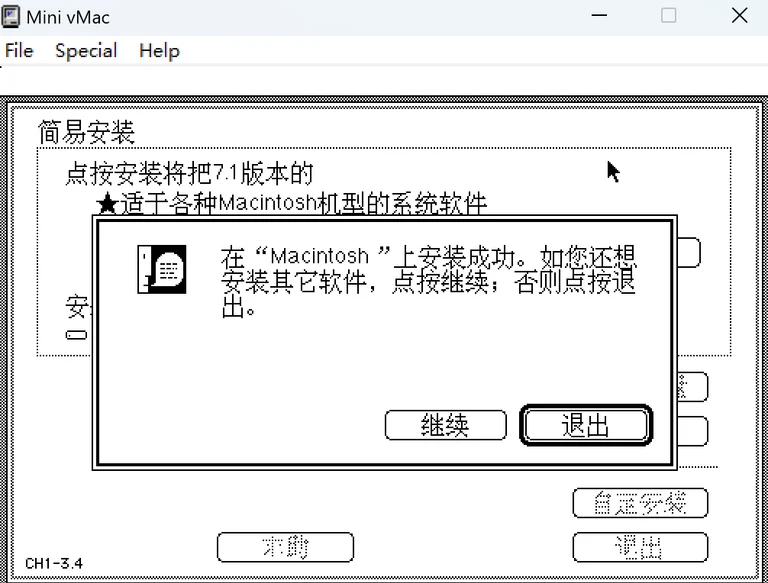 Mini vMac
File Special Help
简易安装
点按安装将把7.1版本的
★适于各种Macintosh机型的系统软件
在“Macintosh ”上安装成功。如您还想
安装其它软件，点按继续；否则点按退
出。
安
继续 退出
自定安装
求助 退出
CH1-3.4